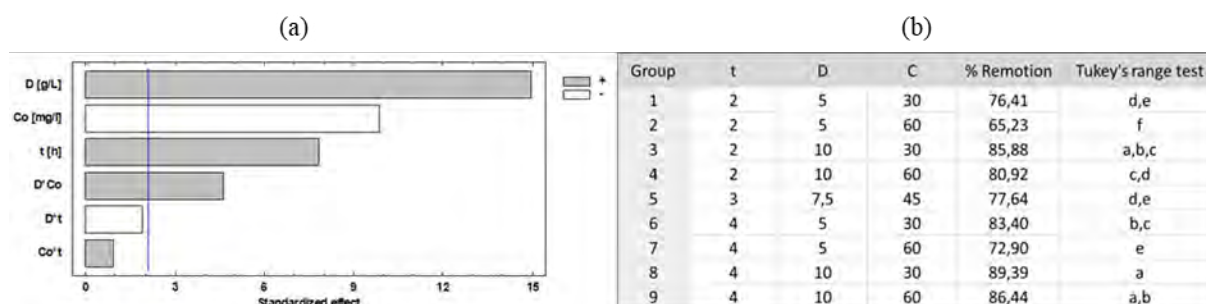 (a)
D [g/L]
Co [mg/l]
t [h]
D*Co
D*t
Co*t
0 3 6 9 12 15
Standardized effect
+
-
(b)
Group t D C % Remotion Tukey's range test
1 2 5 30 76,41 d,e
2 2 5 60 65,23 f
3 2 10 30 85,88 a,b,c
4 2 10 60 80,92 c,d
5 3 7,5 45 77,64 d,e
6 4 5 30 83,40 b,c
7 4 5 60 72,90 e
8 4 10 30 89,39 a
9 4 10 60 86,44 a,b